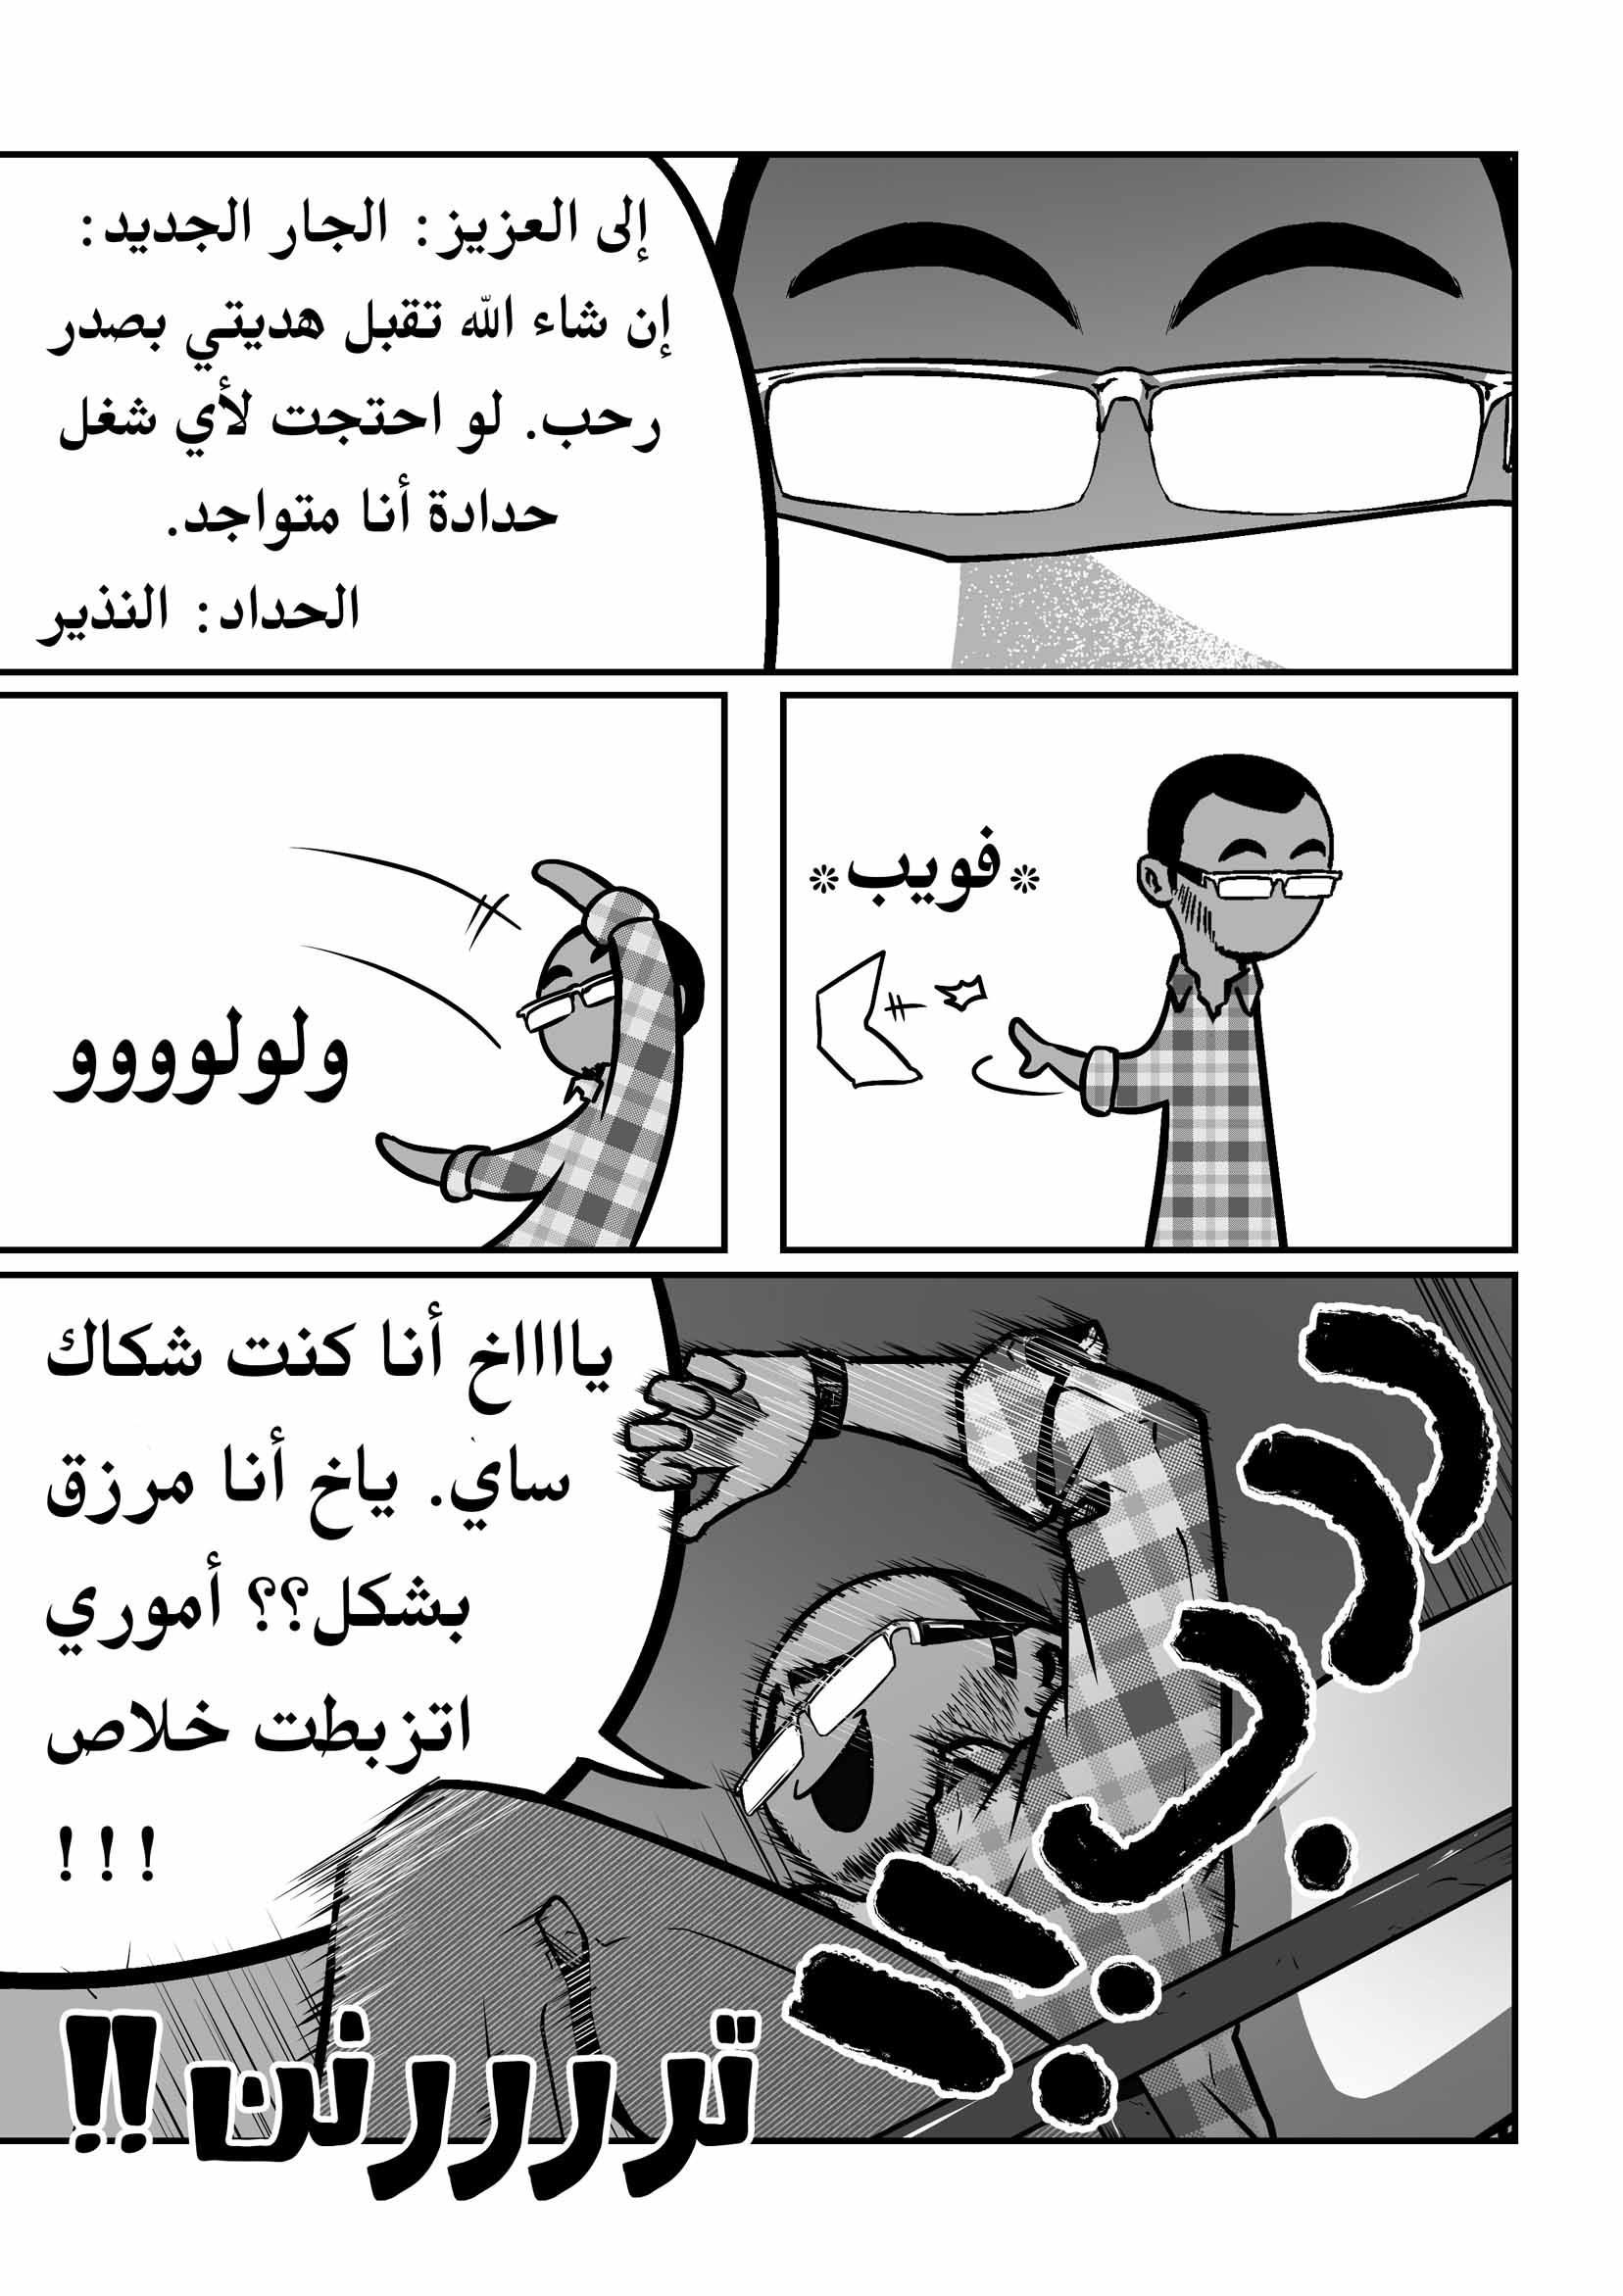 إلى العزيز: الجار الجديد:
إن شاء الله تقبل هديتي بصدر
رحب. لو احتجت لأي شغل
حدادة أنا متواجد.
الحداد: النذير
*فويب*
ولولوووو
يااااخ أنا كنت شكاك
ساي. ياخ أنا مرزق
بشكل؟؟ أموري
اتزبطت خلاص
!!!
تررررنن!!